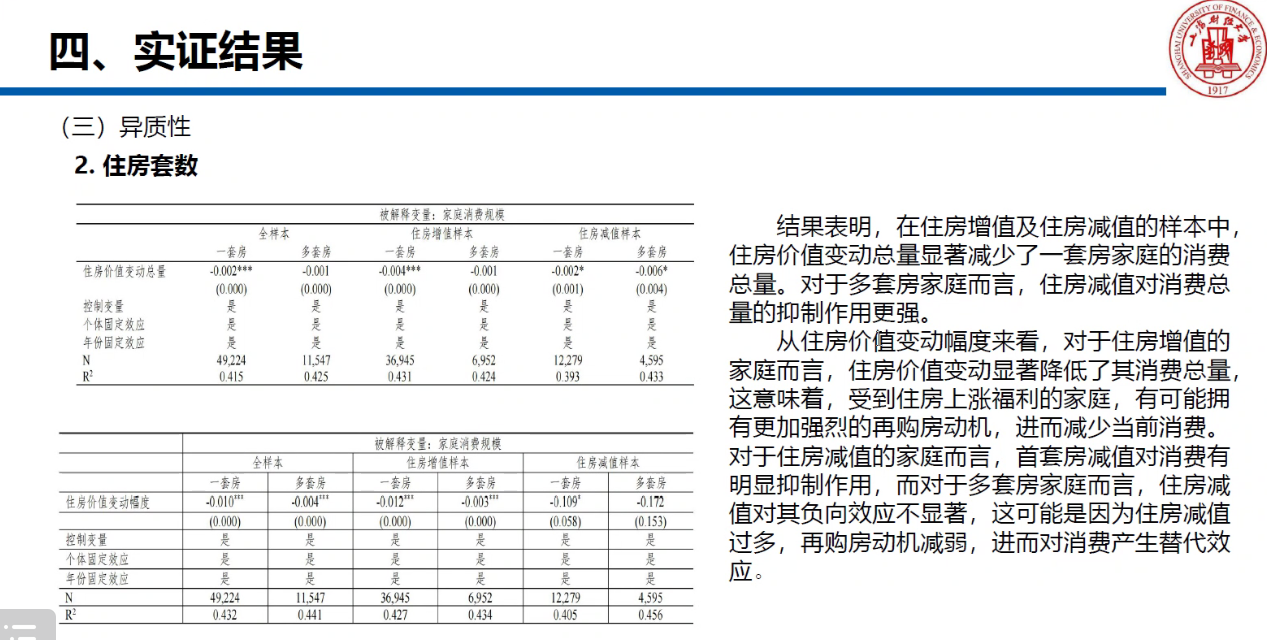 四、实证结果
SHANGHAI UNIVERSITY OF FINANCE & ECONOMICS
上海财经大学
1917
（三）异质性
2. 住房套数
被解释变量：家庭消费规模
全样本 住房增值样本 住房减值样本
一套房 多套房 一套房 多套房 一套房 多套房
住房价值变动总量 -0.002*** -0.001 -0.004*** -0.001 -0.002* -0.006*
(0.000) (0.000) (0.000) (0.000) (0.001) (0.004)
控制变量 是 是 是 是 是 是
个体固定效应 是 是 是 是 是 是
年份固定效应 是 是 是 是 是 是
N 49,224 11,547 36,945 6,952 12,279 4,595
R² 0.415 0.425 0.431 0.424 0.393 0.433
被解释变量：家庭消费规模
全样本 住房增值样本 住房减值样本
一套房 多套房 一套房 多套房 一套房 多套房
住房价值变动幅度 -0.010*** -0.004*** -0.012*** -0.003*** -0.109* -0.172
(0.000) (0.000) (0.000) (0.000) (0.058) (0.153)
控制变量 是 是 是 是 是 是
个体固定效应 是 是 是 是 是 是
年份固定效应 是 是 是 是 是 是
N 49,224 11,547 36,945 6,952 12,279 4,595
R² 0.432 0.441 0.427 0.434 0.405 0.456
结果表明，在住房增值及住房减值的样本中，
住房价值变动总量显著减少了一套房家庭的消费
总量。对于多套房家庭而言，住房减值对消费总
量的抑制作用更强。
从住房价值变动幅度来看，对于住房增值的
家庭而言，住房价值变动显著降低了其消费总量，
这意味着，受到住房上涨福利的家庭，有可能拥
有更加强烈的再购房动机，进而减少当前消费。
对于住房减值的家庭而言，首套房减值对消费有
明显抑制作用，而对于多套房家庭而言，住房减
值对其负向效应不显著，这可能是因为住房减值
过多，再购房动机减弱，进而对消费产生替代效
应。